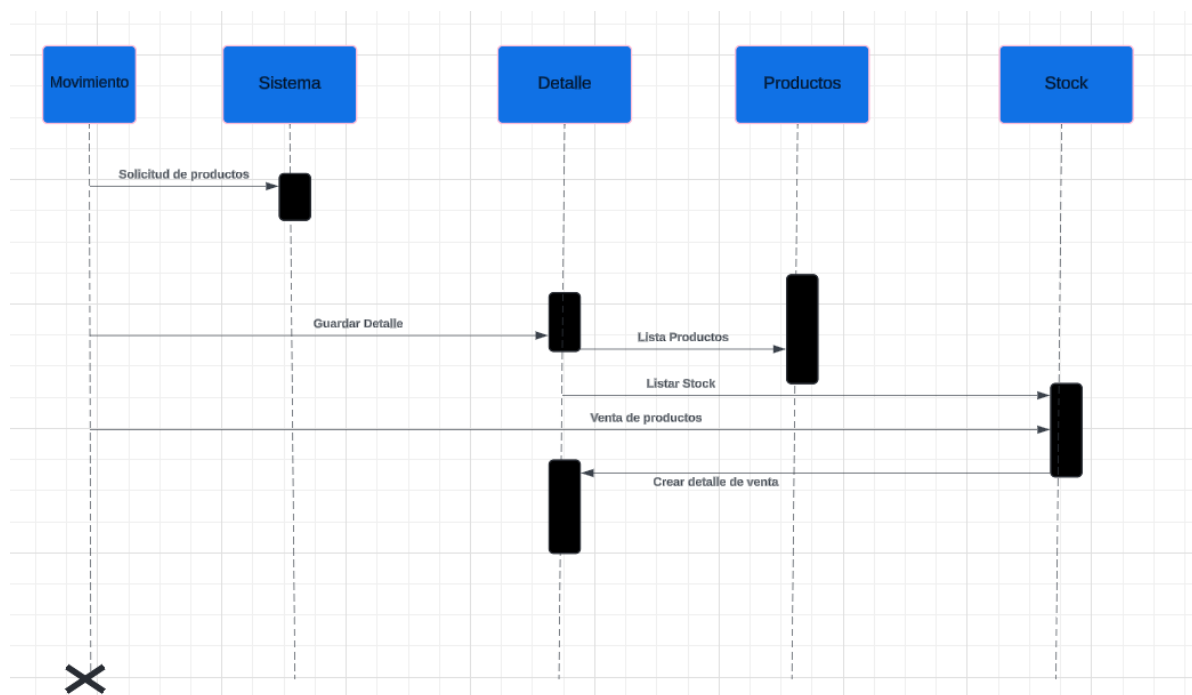 Movimiento
Sistema
Detalle
Productos
Stock
Solicitud de productos
Guardar Detalle
Lista Productos
Listar Stock
Venta de productos
Crear detalle de venta